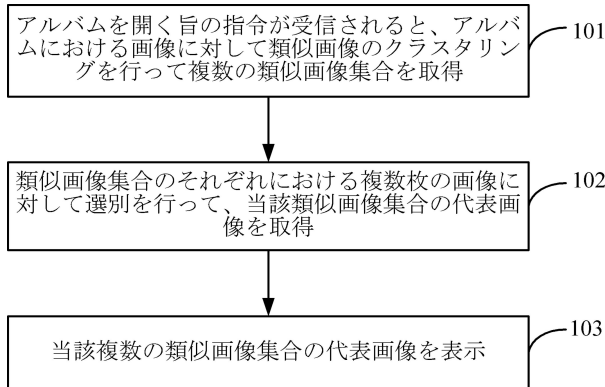 アルバムを開く旨の指令が受信されると、アルバ
ムにおける画像に対して類似画像のクラスタリン
グを行って複数の類似画像集合を取得
101
類似画像集合のそれぞれにおける複数枚の画像に
対して選別を行って、当該類似画像集合の代表画
像を取得
102
当該複数の類似画像集合の代表画像を表示
103